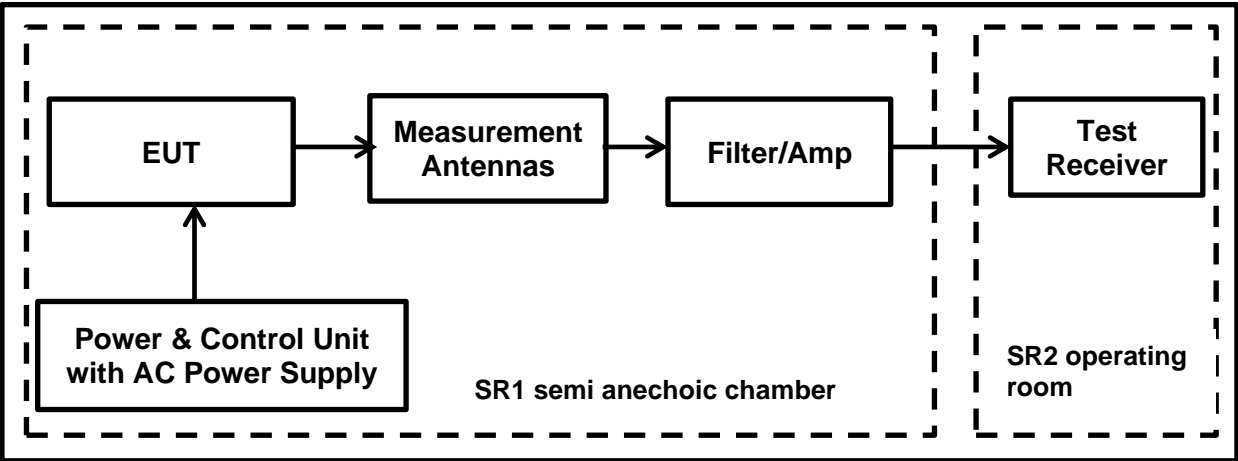 EUT
Measurement
Antennas
Filter/Amp
Test
Receiver
Power & Control Unit
with AC Power Supply
SR1 semi anechoic chamber
SR2 operating
room